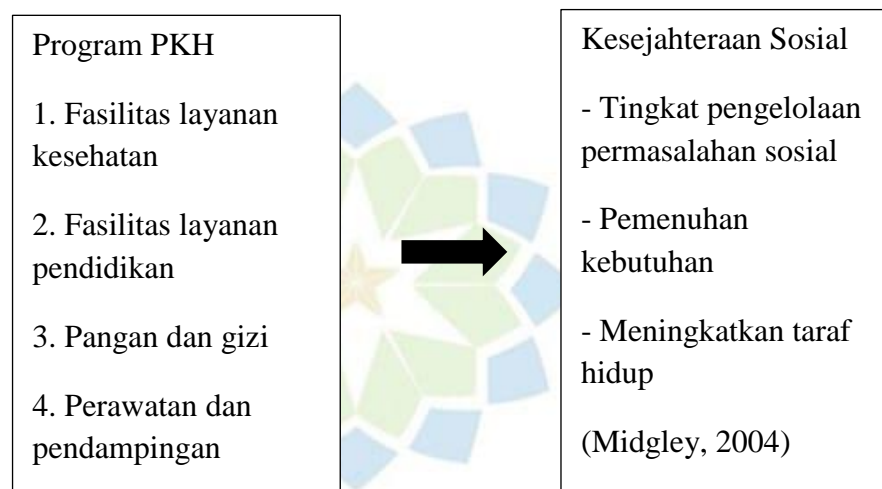 Program PKH
1. Fasilitas layanan
kesehatan
2. Fasilitas layanan
pendidikan
3. Pangan dan gizi
4. Perawatan dan
pendampingan
Kesejahteraan Sosial
- Tingkat pengelolaan
permasalahan sosial
- Pemenuhan
kebutuhan
- Meningkatkan taraf
hidup
(Midgley, 2004)